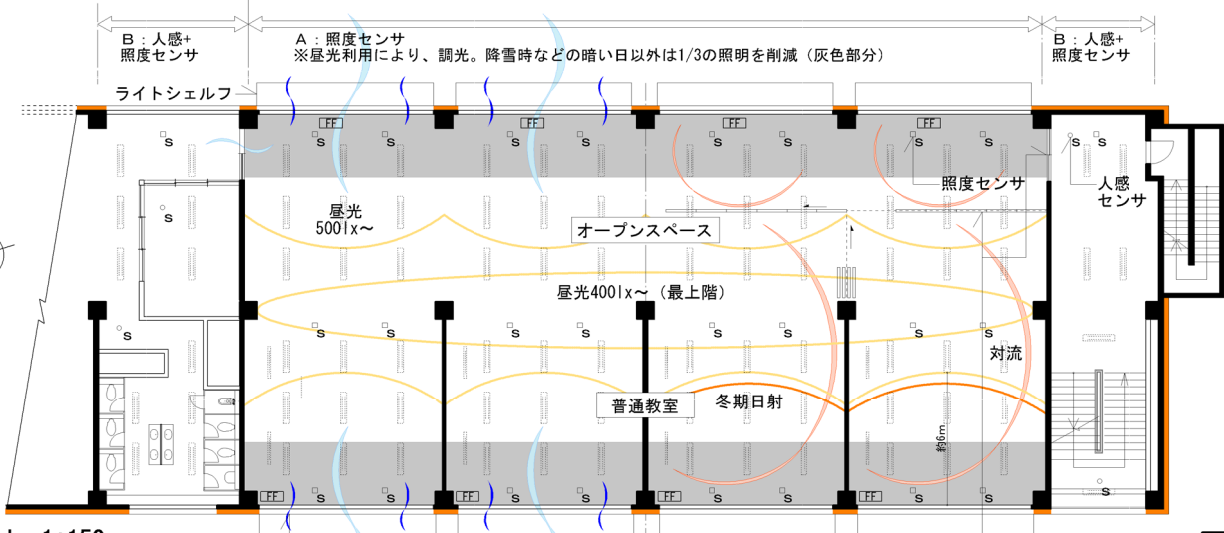 B：人感+
照度センサ
A：照度センサ
※昼光利用により、調光。降雪時などの暗い日以外は1/3の照明を削減（灰色部分）
B：人感+
照度センサ
ライトシェルフ
FF
FF
FF
FF
S
S
S
S
S
S
S
S
S
S
S
照度センサ
人感
センサ
S
昼光
500lx～
オープンスペース
昼光400lx～（最上階）
S
S
S
S
S
S
S
S
S
対流
普通教室
冬期日射
約6m
FF
FF
FF
FF
S
S
S
S
S
S
S
S
S